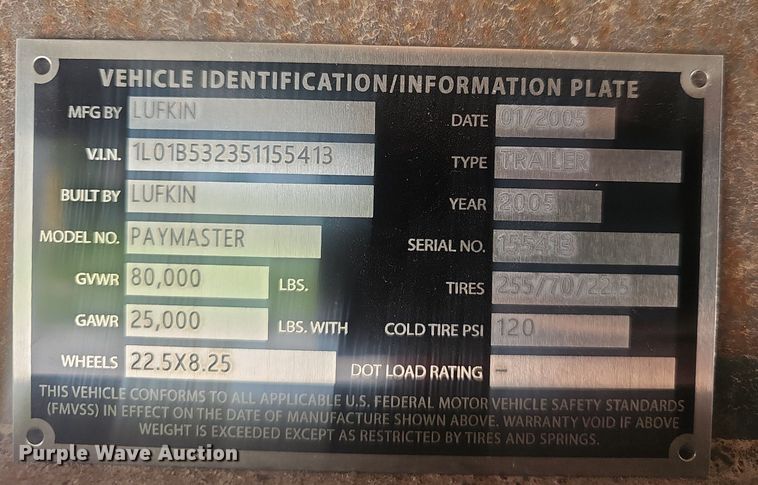 VEHICLE IDENTIFICATION/INFORMATION PLATE
MFG BY LUFKIN DATE 01/2005
V.I.N. 1L01B532351155413 TYPE TRAILER
BUILT BY LUFKIN YEAR 2005
MODEL NO. PAYMASTER SERIAL NO. 155413
GVWR 80,000 LBS. TIRES 255/70/22.5
GAWR 25,000 LBS. WITH COLD TIRE PSI 120
WHEELS 22.5X8.25 DOT LOAD RATING –
THIS VEHICLE CONFORMS TO ALL APPLICABLE U.S. FEDERAL MOTOR VEHICLE SAFETY STANDARDS
(FMVSS) IN EFFECT ON THE DATE OF MANUFACTURE SHOWN ABOVE. WARRANTY VOID IF ABOVE
WEIGHT IS EXCEEDED EXCEPT AS RESTRICTED BY TIRES AND SPRINGS.
Purple Wave Auction